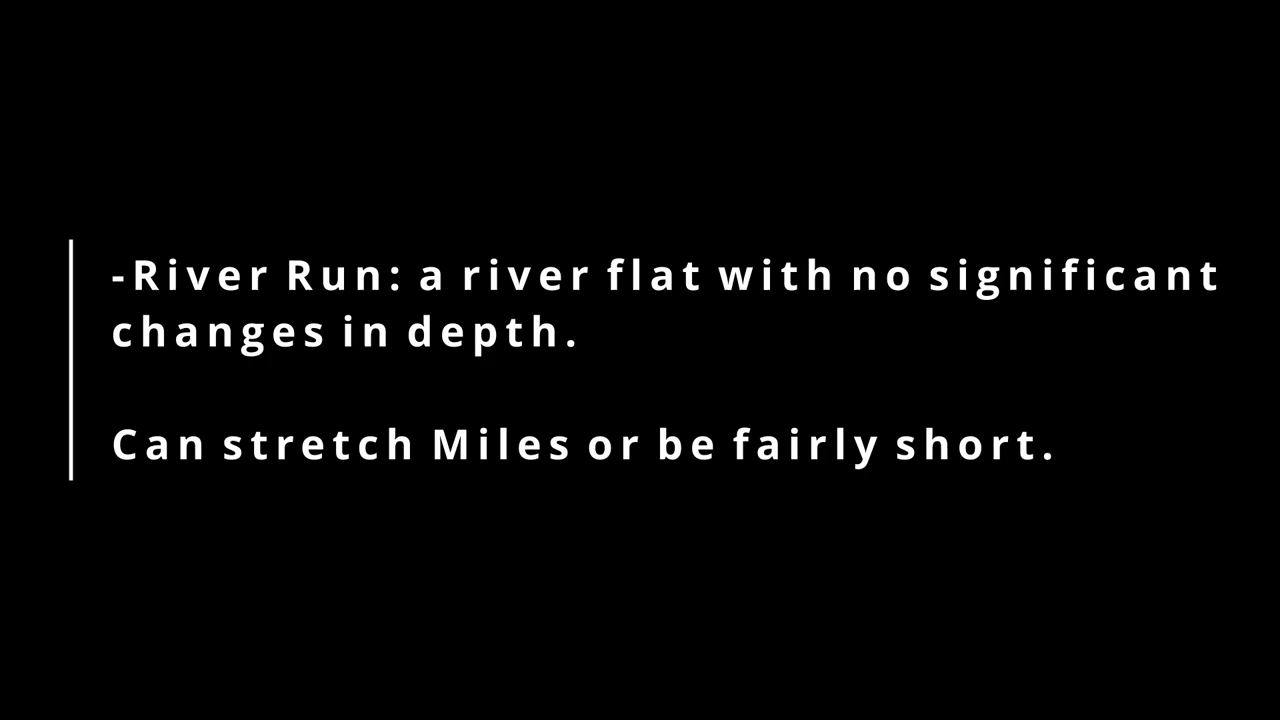 -River Run: a river flat with no significant
changes in depth.
Can stretch Miles or be fairly short.